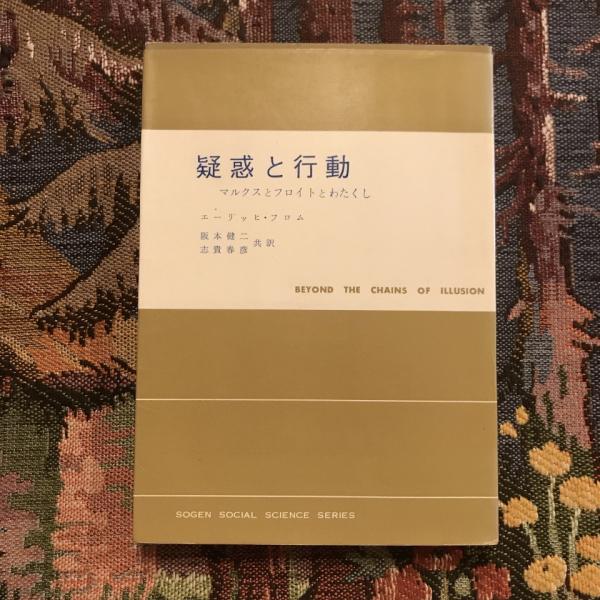 疑惑と行動
マルクスとフロイトとわたくし
エーリッヒ・フロム
阪本健二
志貴春彦 共訳
BEYOND THE CHAINS OF ILLUSION
SOGEN SOCIAL SCIENCE SERIES